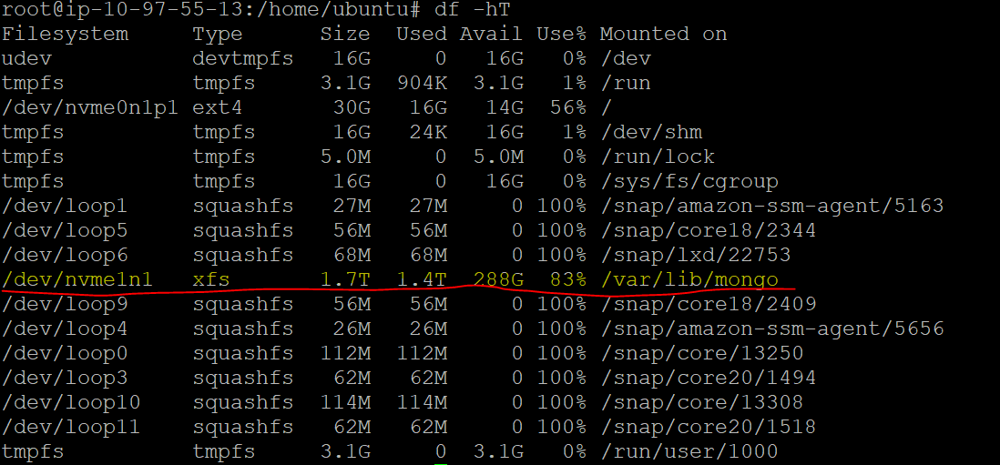 root@ip-10-97-55-13:/home/ubuntu# df -hT
Filesystem     Type      Size  Used Avail Use% Mounted on
udev           devtmpfs   16G     0   16G   0% /dev
tmpfs          tmpfs     3.1G  904K  3.1G   1% /run
/dev/nvme0n1p1 ext4       30G   16G   14G  56% /
tmpfs          tmpfs      16G   24K   16G   1% /dev/shm
tmpfs          tmpfs     5.0M     0  5.0M   0% /run/lock
tmpfs          tmpfs      16G     0   16G   0% /sys/fs/cgroup
/dev/loop1     squashfs   27M   27M     0 100% /snap/amazon-ssm-agent/5163
/dev/loop5     squashfs   56M   56M     0 100% /snap/core18/2344
/dev/loop6     squashfs   68M   68M     0 100% /snap/lxd/22753
/dev/nvme1n1   xfs       1.7T  1.4T  288G  83% /var/lib/mongo
/dev/loop9     squashfs   56M   56M     0 100% /snap/core18/2409
/dev/loop4     squashfs   26M   26M     0 100% /snap/amazon-ssm-agent/5656
/dev/loop0     squashfs  112M  112M     0 100% /snap/core/13250
/dev/loop3     squashfs   62M   62M     0 100% /snap/core20/1494
/dev/loop10    squashfs  114M  114M     0 100% /snap/core/13308
/dev/loop11    squashfs   62M   62M     0 100% /snap/core20/1518
tmpfs          tmpfs     3.1G     0  3.1G   0% /run/user/1000